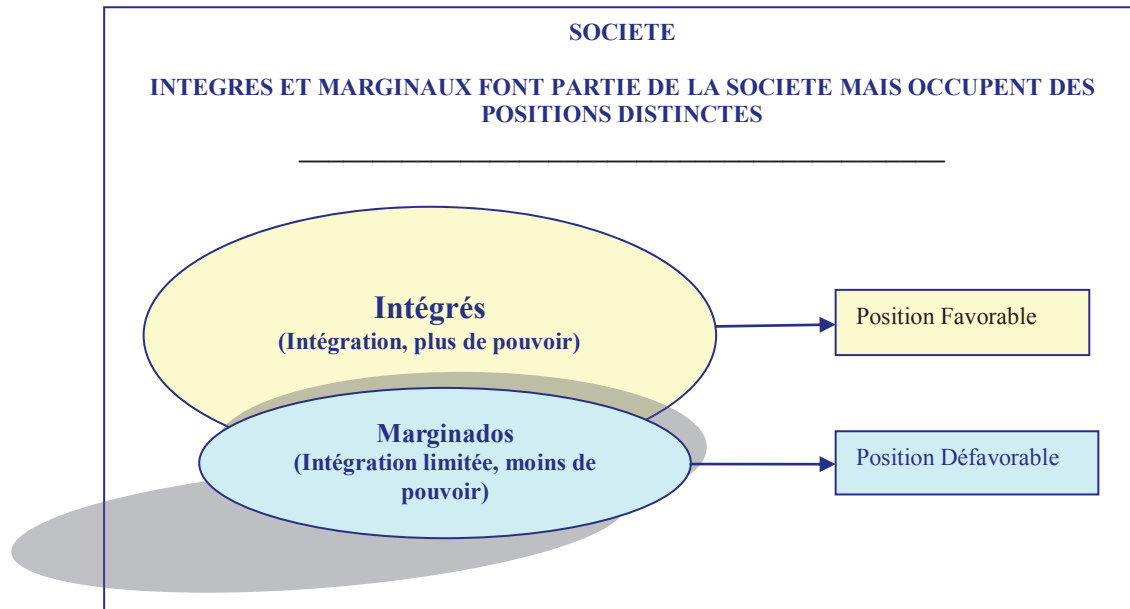 SOCIETE
INTEGRES ET MARGINAUX FONT PARTIE DE LA SOCIETE MAIS OCCUPENT DES
POSITIONS DISTINCTES
Intégrés
(Intégration, plus de pouvoir)
Position Favorable
Marginados
(Intégration limitée, moins de
pouvoir)
Position Défavorable